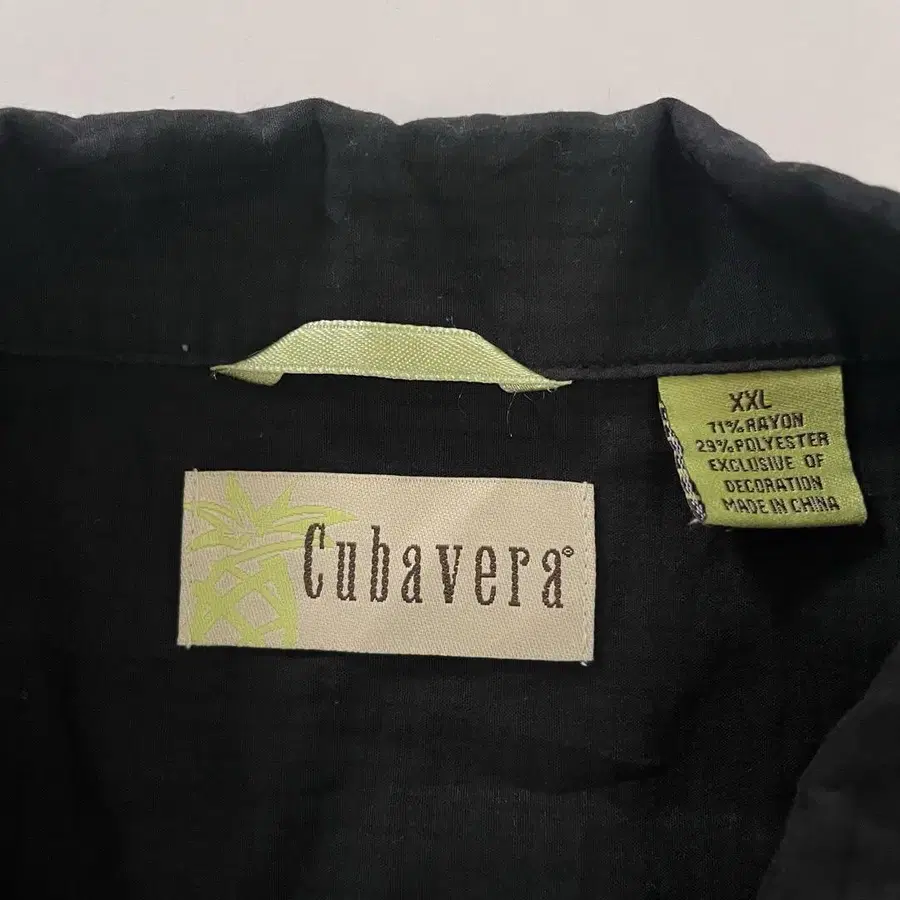 Cubavera®
XXL
71% RAYON
29% POLYESTER
EXCLUSIVE OF
DECORATION
MADE IN CHINA